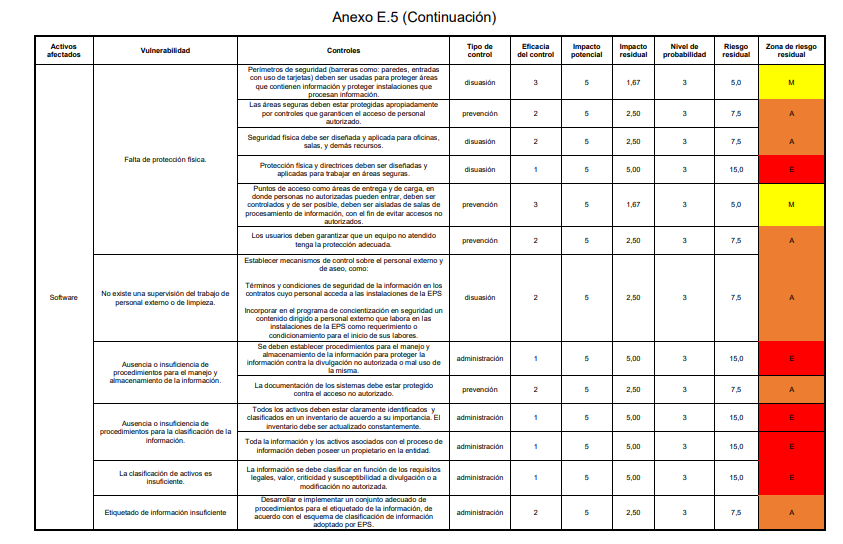 Anexo E.5 (Continuación)
Activos
afectados
Vulnerabilidad
Controles
Tipo de
control
Eficacia
del control
Impacto
potencial
Impacto
residual
Nivel de
probabilidad
Riesgo
residual
Zona de riesgo
residual
Software
Falta de protección física.
Perímetros de seguridad (barreras como: paredes, entradas
con uso de tarjetas) deben ser usadas para proteger áreas
que contienen información y proteger instalaciones que
procesan información.
disuasión 3 5 1,67 3 5,0 M
Las áreas seguras deben estar protegidas apropiadamente
por controles que garanticen el acceso de personal
autorizado.
prevención 2 5 2,50 3 7,5 A
Seguridad física debe ser diseñada y aplicada para oficinas,
salas, y demás recursos.
disuasión 2 5 2,50 3 7,5 A
Protección física y directrices deben ser diseñadas y
aplicadas para trabajar en áreas seguras.
disuasión 1 5 5,00 3 15,0 E
Puntos de acceso como áreas de entrega y de carga, en
donde personas no autorizadas pueden entrar, deben ser
controlados y de ser posible, deben ser aisladas de salas de
procesamiento de información, con el fin de evitar accesos no
autorizados.
prevención 3 5 1,67 3 5,0 M
Los usuarios deben garantizar que un equipo no atendido
tenga la protección adecuada.
prevención 2 5 2,50 3 7,5 A
No existe una supervisión del trabajo de
personal externo o de limpieza.
Establecer mecanismos de control sobre el personal externo y
de aseo, como:
Términos y condiciones de seguridad de la información en los
contratos cuyo personal acceda a las instalaciones de la EPS
Incorporar en el programa de concientización en seguridad un
contenido dirigido a personal externo que labora en las
instalaciones de la EPS como requerimiento o
condicionamiento para el inicio de sus labores.
disuasión 2 5 2,50 3 7,5 A
Ausencia o insuficiencia de
procedimientos para el manejo y
almacenamiento de la información.
Se deben establecer procedimientos para el manejo y
almacenamiento de la información para proteger la
información contra la divulgación no autorizada o mal uso de
la misma.
administración 1 5 5,00 3 15,0 E
La documentación de los sistemas debe estar protegido
contra el acceso no autorizado.
prevención 2 5 2,50 3 7,5 A
Ausencia o insuficiencia de
procedimientos para la clasificación de la
información.
Todos los activos deben estar claramente identificados y
clasificados en un inventario de acuerdo a su importancia. El
inventario debe ser actualizado constantemente.
administración 1 5 5,00 3 15,0 E
Toda la información y los activos asociados con el proceso de
información deben poseer un propietario en la entidad.
administración 1 5 5,00 3 15,0 E
La clasificación de activos es
insuficiente.
La información se debe clasificar en función de los requisitos
legales, valor, criticidad y susceptibilidad a divulgación o a
modificación no autorizada.
administración 1 5 5,00 3 15,0 E
Etiquetado de información insuficiente
Desarrollar e implementar un conjunto adecuado de
procedimientos para el etiquetado de la información, de
acuerdo con el esquema de clasificación de información
adoptado por EPS.
administración 2 5 2,50 3 7,5 A